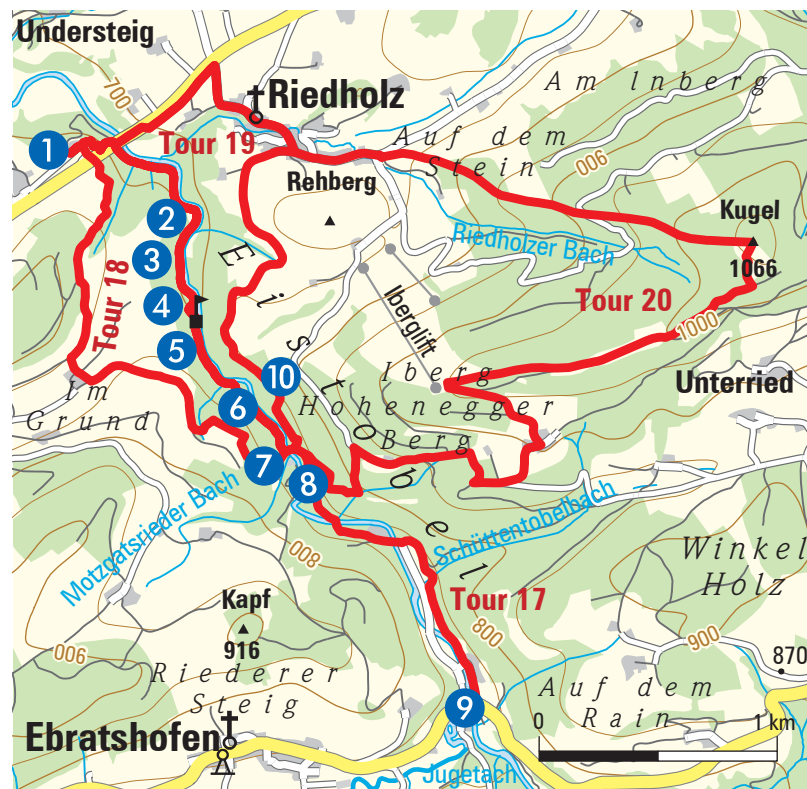 Understeig
700
Riedholz
Am Inberg
1
Tour 19
Auf dem
Stein
900
Rehberg
Kugel
2
Riedholzer Bach
1066
3
Eistobel
Tour 18
4
Iberglift
Tour 20
5
1000
10
Iberg
Unterried
Im
Grund
Hohenegger
6
Berg
7
8
Motzgatsrieder Bach
Schüttentobelbach
800
Winkel
Holz
Kapf
916
Tour 17
800
900
900
870
Riederer
Steig
Auf dem
Rain
9
0
1 km
Ebratshofen
Jugetach